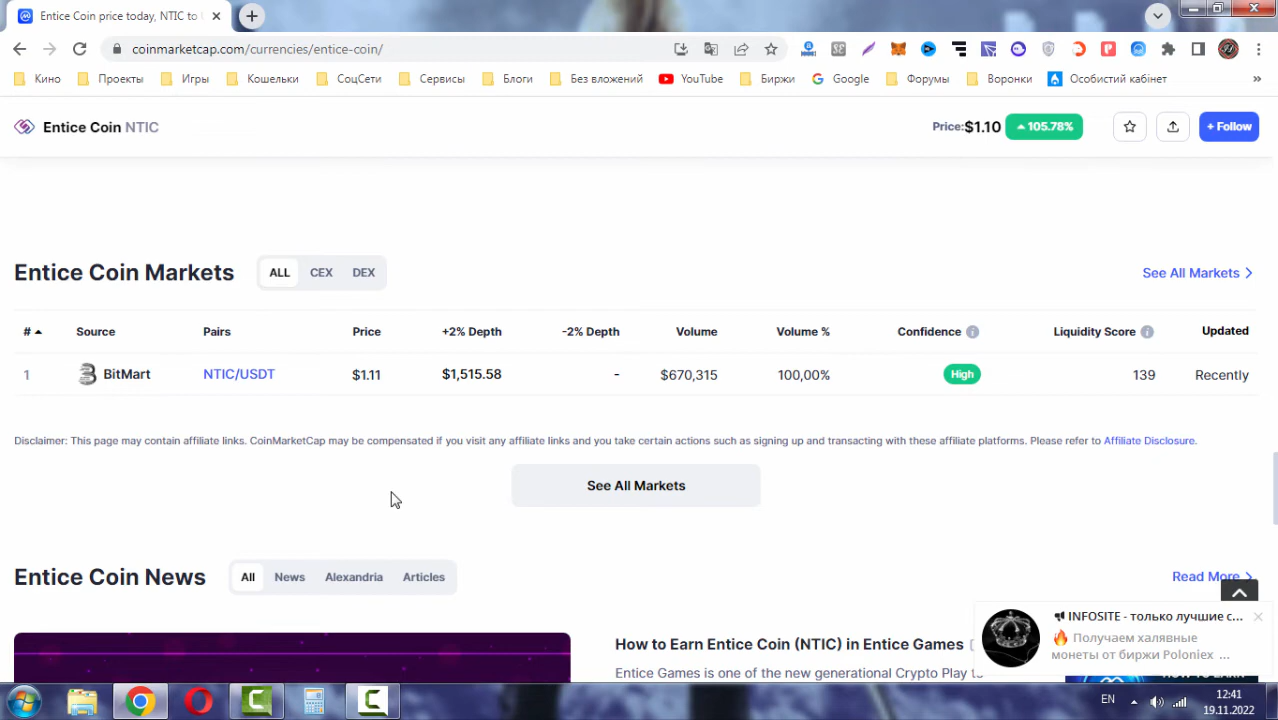 Entice Coin price today, NTIC to
coinmarketcap.com/currencies/entice-coin/
Кино Проекты Игры Кошельки СоцСети Сервисы Блоги Без вложений YouTube Биржи Google Форумы Воронки Особистий кабінет »
Entice Coin NTIC
Price:$1.10 105.78% + Follow
Entice Coin Markets ALL CEX DEX See All Markets
# Source Pairs Price +2% Depth -2% Depth Volume Volume % Confidence Liquidity Score Updated
1 BitMart NTIC/USDT $1.11 $1,515.58 - $670,315 100,00% High 139 Recently
Disclaimer: This page may contain affiliate links. CoinMarketCap may be compensated if you visit any affiliate links and you take certain actions such as signing up and transacting with these affiliate platforms. Please refer to Affiliate Disclosure.
See All Markets
Entice Coin News All News Alexandria Articles Read More
INFOSITE - только лучшие с...
Получаем халявные
монеты от биржи Poloniex ...
How to Earn Entice Coin (NTIC) in Entice Games
Entice Games is one of the new generational Crypto Play to
EN 12:41
19.11.2022